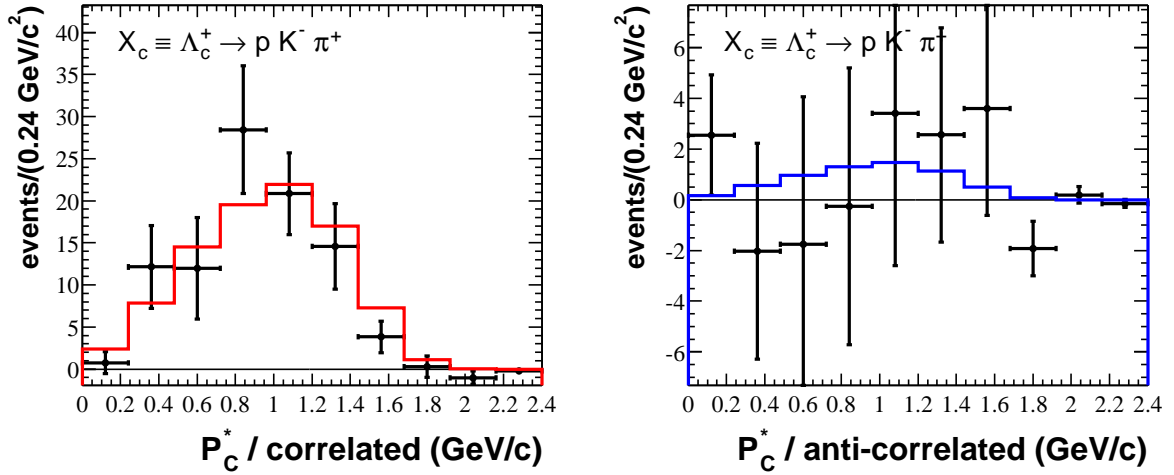 X_c ≡ Λ_c^+ → p K^- π^+
events/(0.24 GeV/c^2)
40
35
30
25
20
15
10
5
0
0 0.2 0.4 0.6 0.8 1 1.2 1.4 1.6 1.8 2 2.2 2.4
P_C^* / correlated (GeV/c)
X_c ≡ Λ_c^+ → p K^- π^+
events/(0.24 GeV/c^2)
6
4
2
0
-2
-4
-6
0 0.2 0.4 0.6 0.8 1 1.2 1.4 1.6 1.8 2 2.2 2.4
P_C^* / anti-correlated (GeV/c)